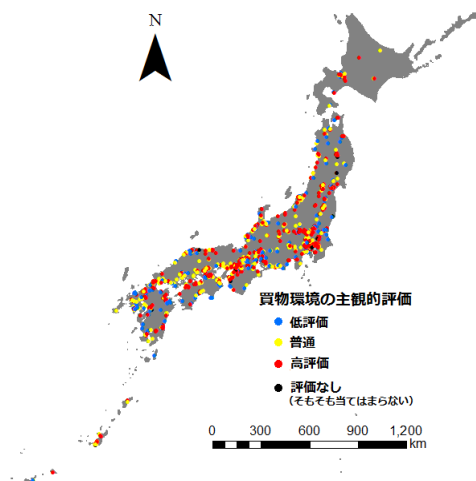 N
買物環境の主観的評価
低評価
普通
高評価
評価なし
(そもそも当てはまらない)
0 300 600 900 1,200
km